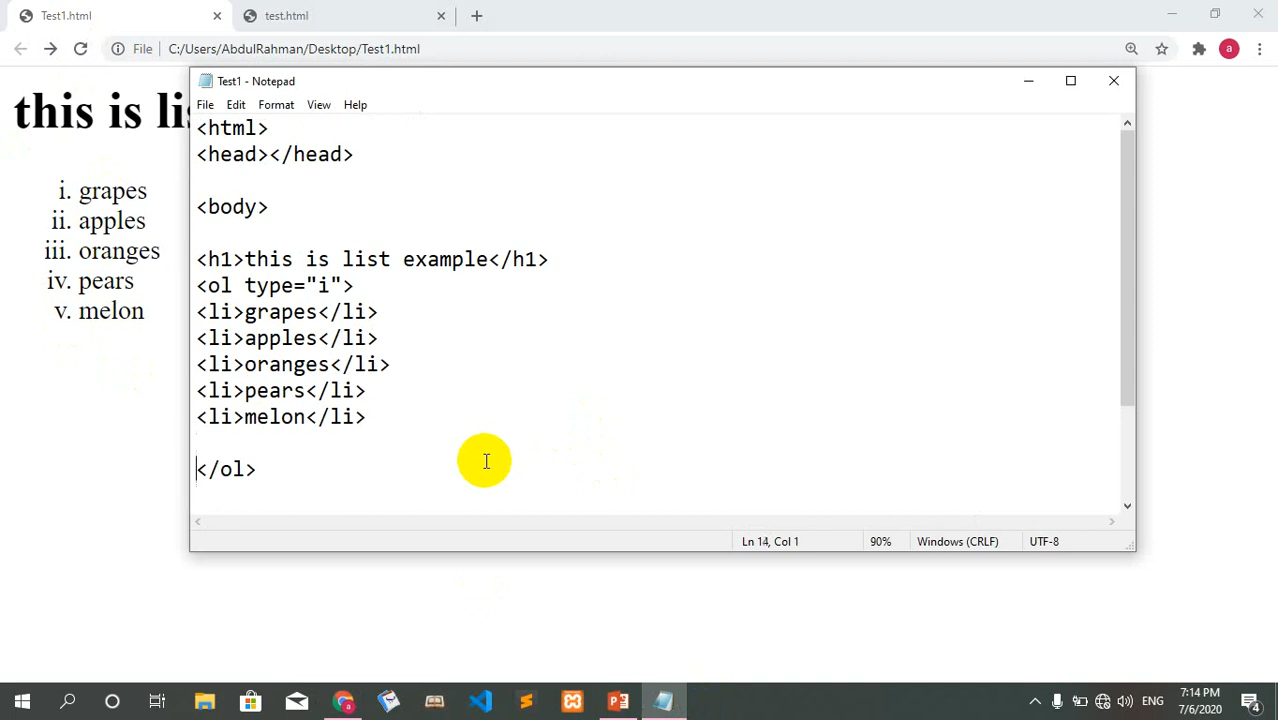 Test1.html
test.html
File
C:/Users/AbdulRahman/Desktop/Test1.html
a
this is lis
i. grapes
ii. apples
iii. oranges
iv. pears
v. melon
Test1 - Notepad
File Edit Format View Help
<html>
<head></head>
<body>
<h1>this is list example</h1>
<ol type="i">
<li>grapes</li>
<li>apples</li>
<li>oranges</li>
<li>pears</li>
<li>melon</li>
</ol>
Ln 14, Col 1
90%
Windows (CRLF)
UTF-8
ENG
7:14 PM
7/6/2020
4